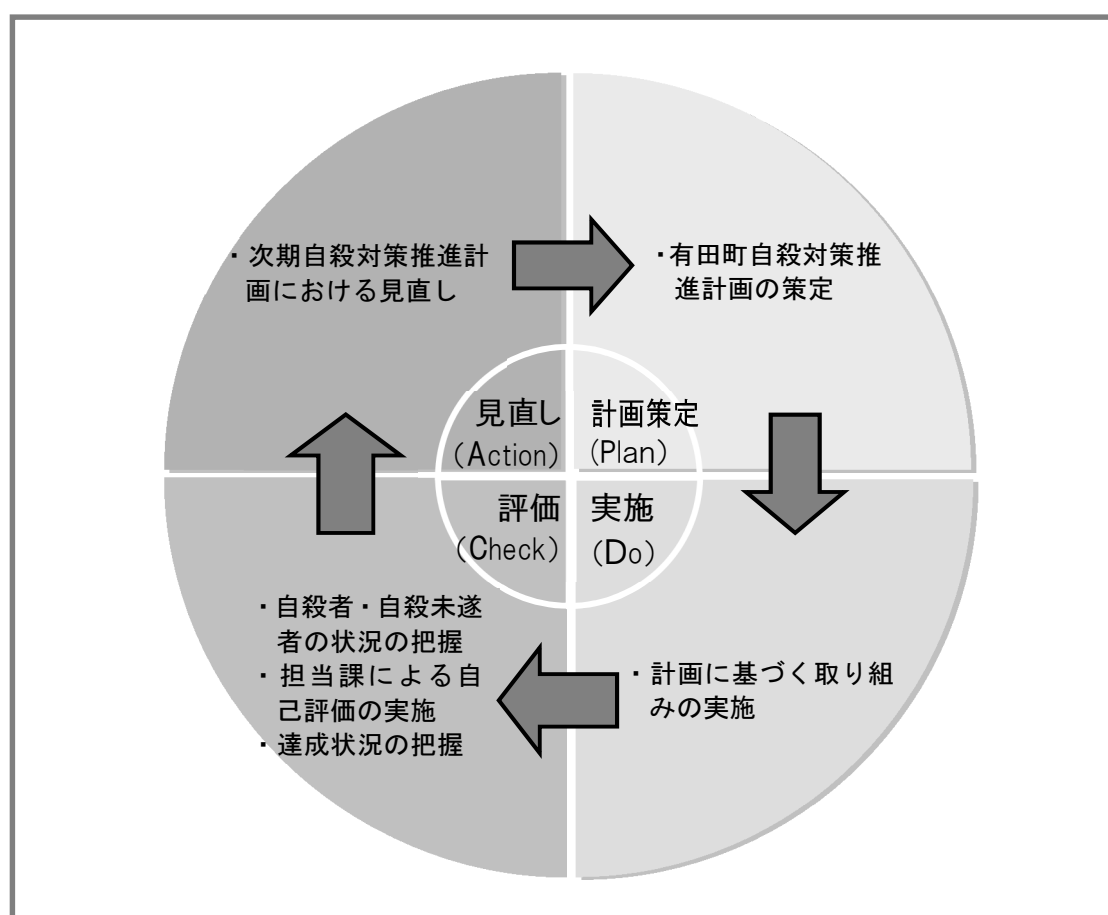 ・次期自殺対策推進計
画における見直し
・有田町自殺対策推
進計画の策定
見直し
(Action)
計画策定
(Plan)
評価
(Check)
実施
(Do)
・自殺者・自殺未遂
者の状況の把握
・担当課による自
己評価の実施
・達成状況の把握
・計画に基づく取り組
みの実施